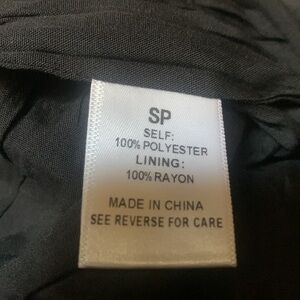 SP
SELF:
100% POLYESTER
LINING:
100% RAYON
MADE IN CHINA
SEE REVERSE FOR CARE